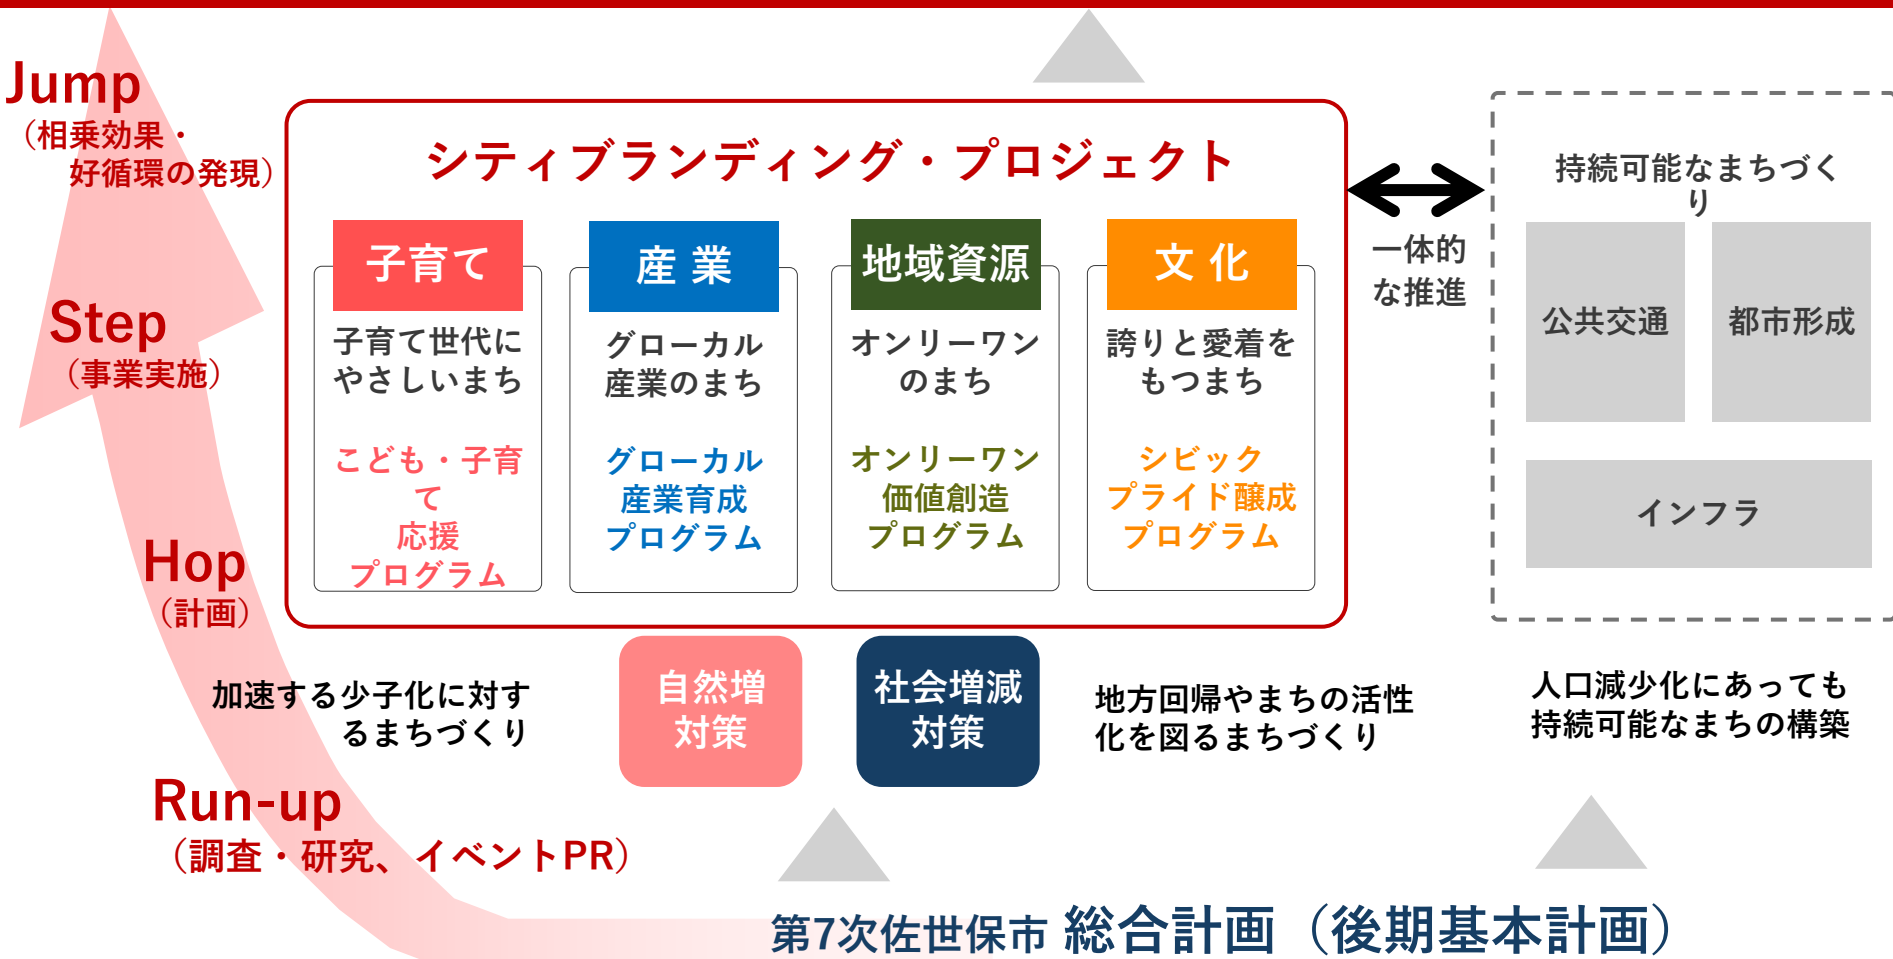 Jump
（相乗効果・
好循環の発現）
Step
（事業実施）
Hop
（計画）
Run-up
（調査・研究、イベントPR）
シティブランディング・プロジェクト
子育て
子育て世代に
やさしいまち
こども・子育
て
応援
プログラム
産業
グローカル
産業のまち
グローカル
産業育成
プログラム
地域資源
オンリーワン
のまち
オンリーワン
価値創造
プログラム
文化
誇りと愛着を
もつまち
シビック
プライド醸成
プログラム
一体的
な推進
持続可能なまちづく
り
公共交通
都市形成
インフラ
加速する少子化に対す
るまちづくり
自然増
対策
社会増減
対策
地方回帰やまちの活性
化を図るまちづくり
人口減少化にあっても
持続可能なまちの構築
第7次佐世保市 総合計画（後期基本計画）